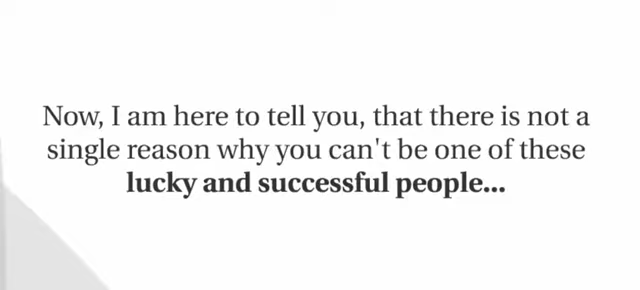 Now, I am here to tell you, that there is not a
single reason why you can't be one of these
lucky and successful people...